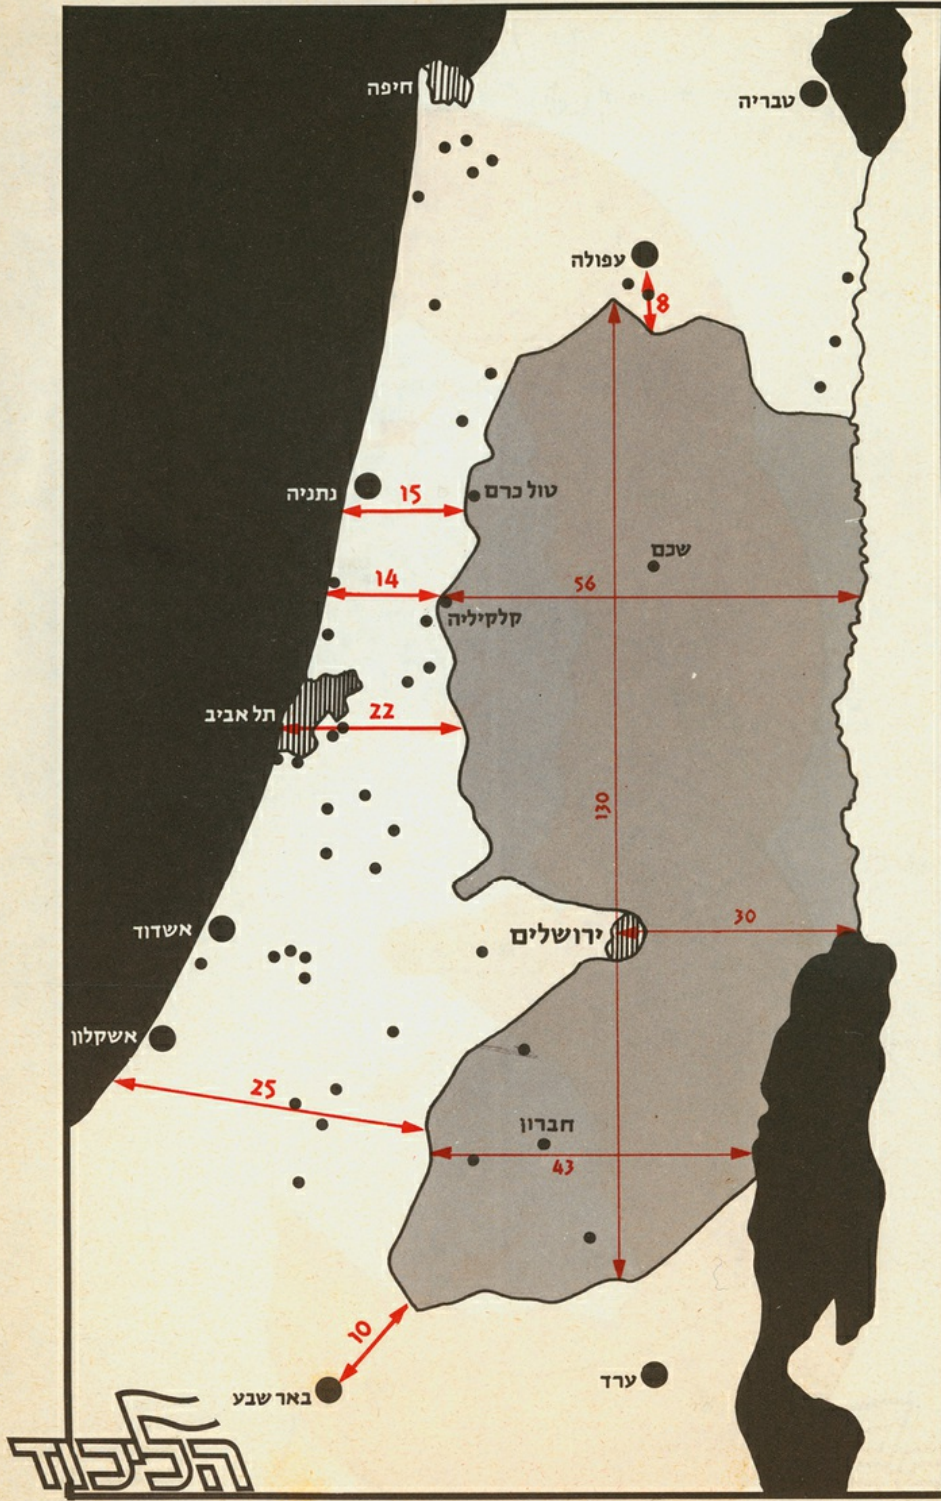 חיפה
טבריה
עפולה
8
נתניה
15
טול כרם
שכם
14
56
קלקיליה
תל אביב
22
130
ירושלים
30
אשדוד
אשקלון
25
חברון
43
10
באר שבע
ערד
הליכוד